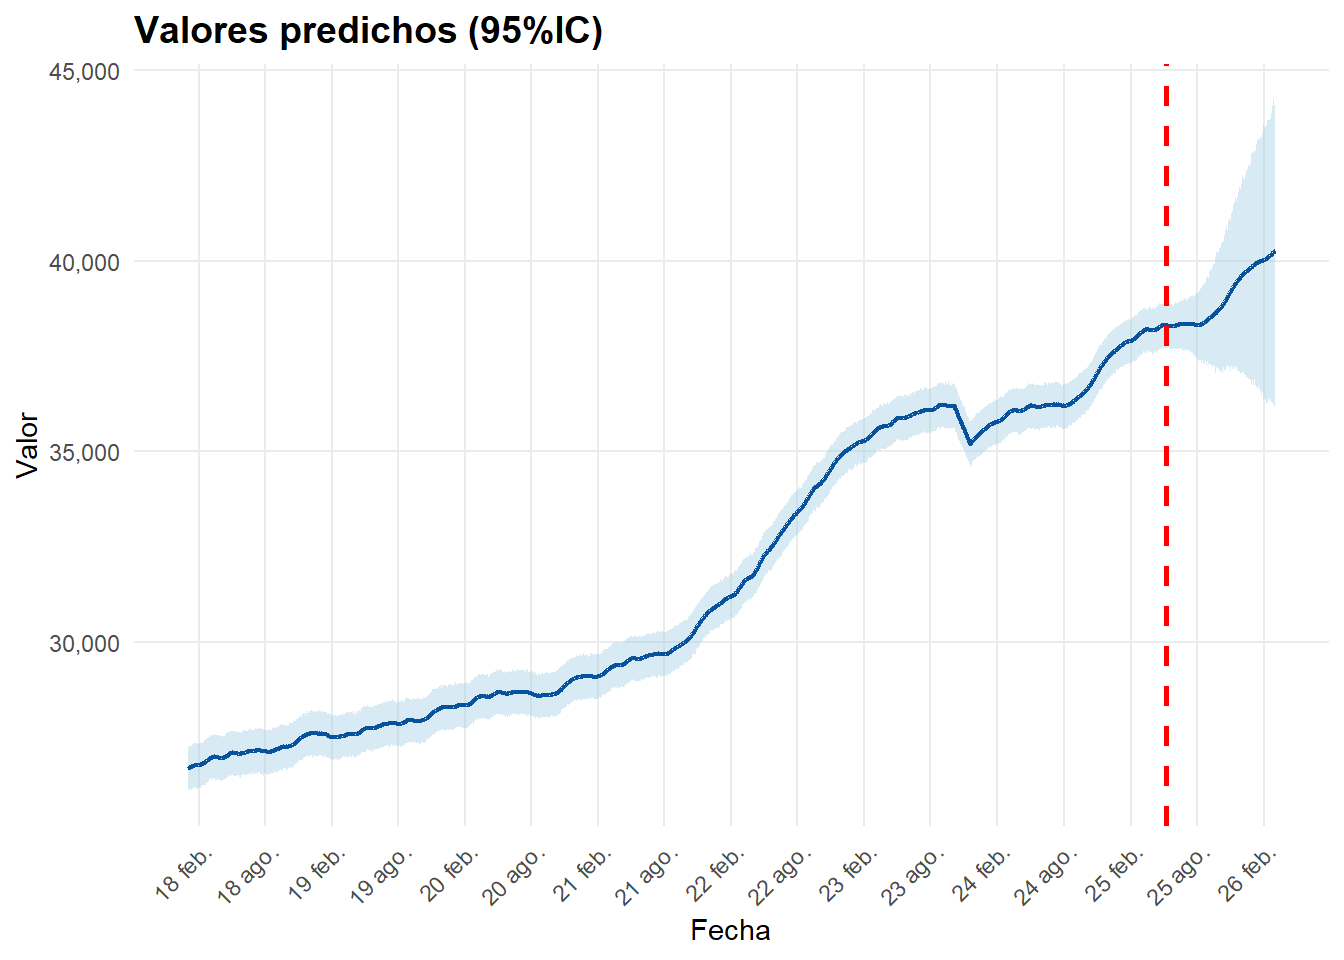 Valores predichos (95%IC)
45,000
40,000
35,000
30,000
Valor
18 feb.
18 ago.
19 feb.
19 ago.
20 feb.
20 ago.
21 feb.
21 ago.
22 feb.
22 ago.
23 feb.
23 ago.
24 feb.
24 ago.
25 feb.
25 ago.
26 feb.
Fecha